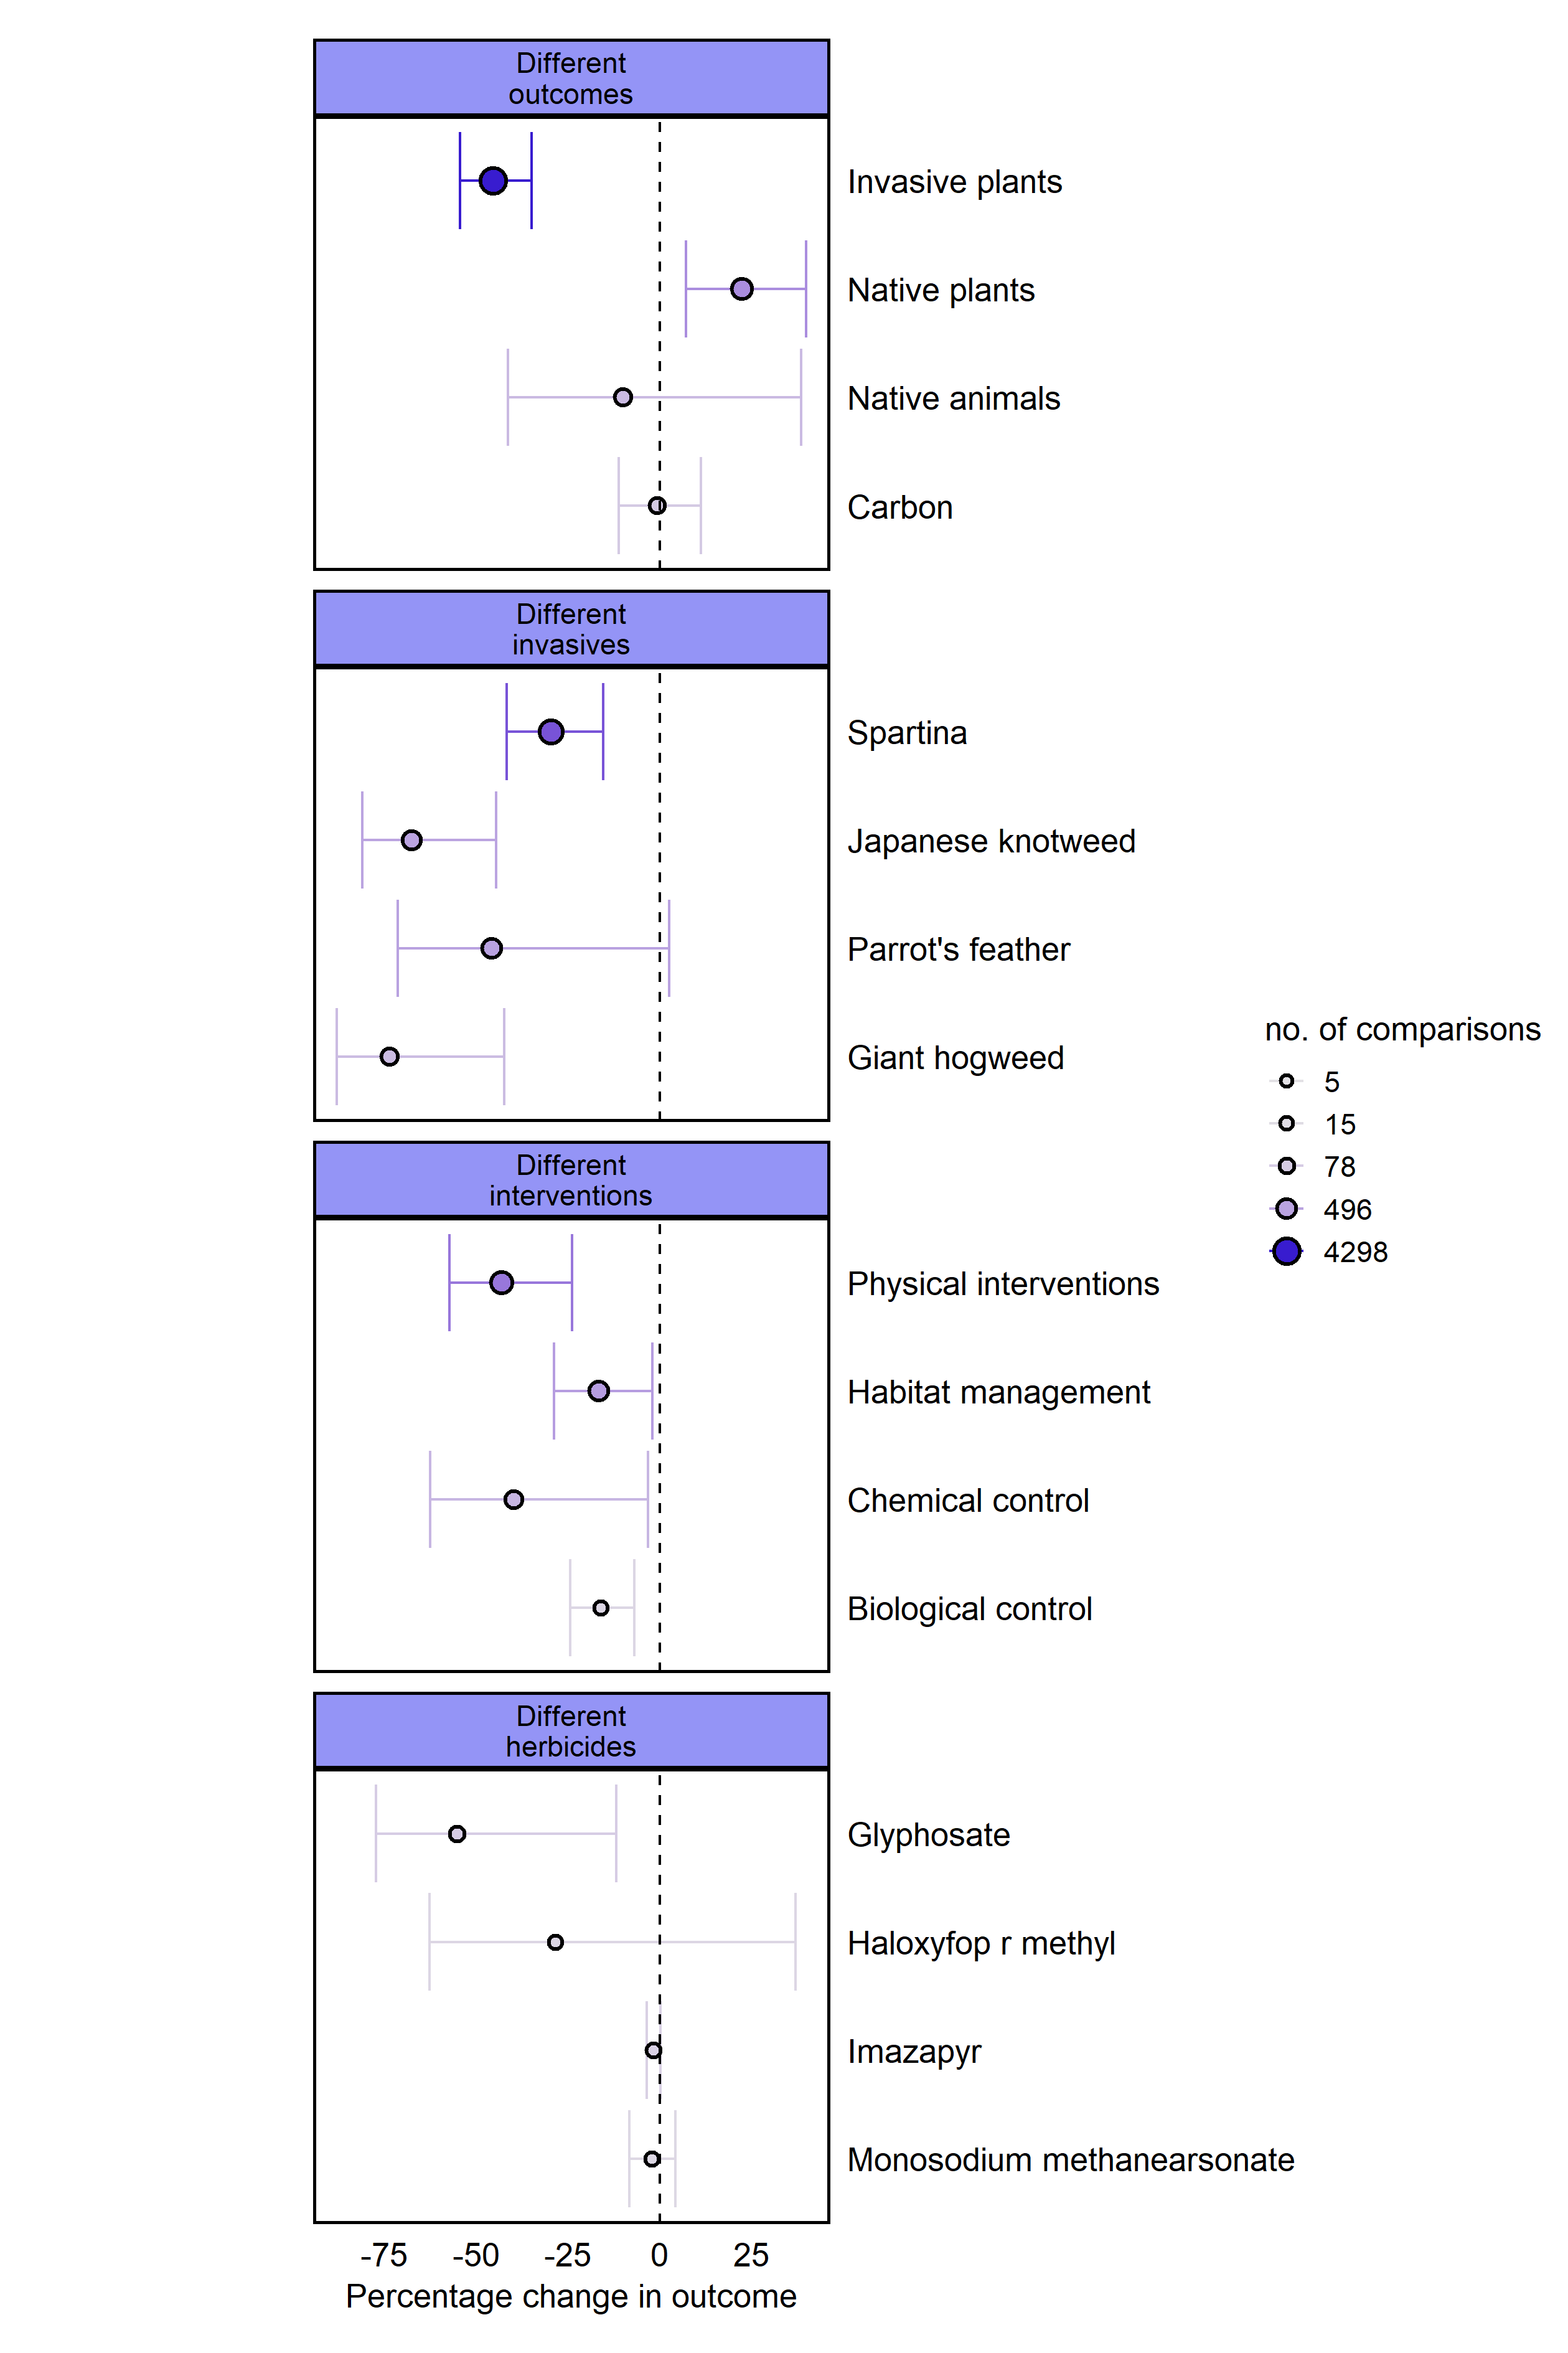 Different
outcomes
Invasive plants
Native plants
Native animals
Carbon
Different
invasives
Spartina
Japanese knotweed
Parrot's feather
Giant hogweed
no. of comparisons
5
15
78
496
4298
Different
interventions
Physical interventions
Habitat management
Chemical control
Biological control
Different
herbicides
Glyphosate
Haloxyfop r methyl
Imazapyr
Monosodium methanearsonate
-75 -50 -25 0 25
Percentage change in outcome